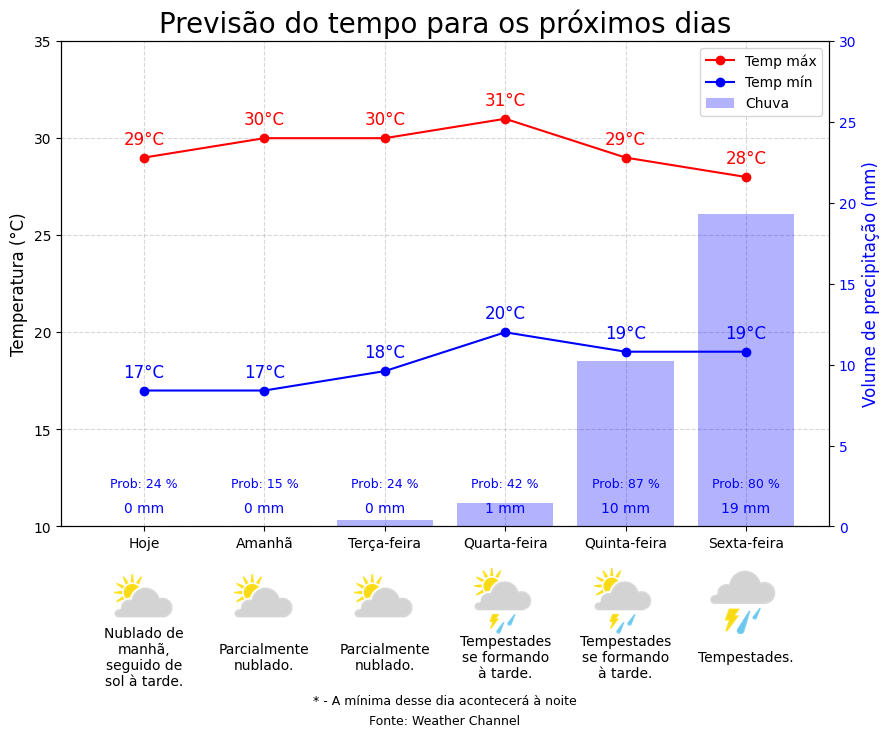 Previsão do tempo para os próximos dias
35
30
25
20
15
10
Temperatura (°C)
30
25
20
15
10
5
0
Volume de precipitação (mm)
Temp máx
Temp mín
Chuva
29°C 30°C 30°C 31°C 29°C 28°C
17°C 17°C 18°C 20°C 19°C 19°C
Prob: 24 % Prob: 15 % Prob: 24 % Prob: 42 % Prob: 87 % Prob: 80 %
0 mm 0 mm 0 mm 1 mm 10 mm 19 mm
Hoje Amanhã Terça-feira Quarta-feira Quinta-feira Sexta-feira
Nublado de
manhã,
seguido de
sol à tarde.
Parcialmente
nublado.
Parcialmente
nublado.
Tempestades
se formando
à tarde.
Tempestades
se formando
à tarde.
Tempestades.
* - A mínima desse dia acontecerá à noite
Fonte: Weather Channel